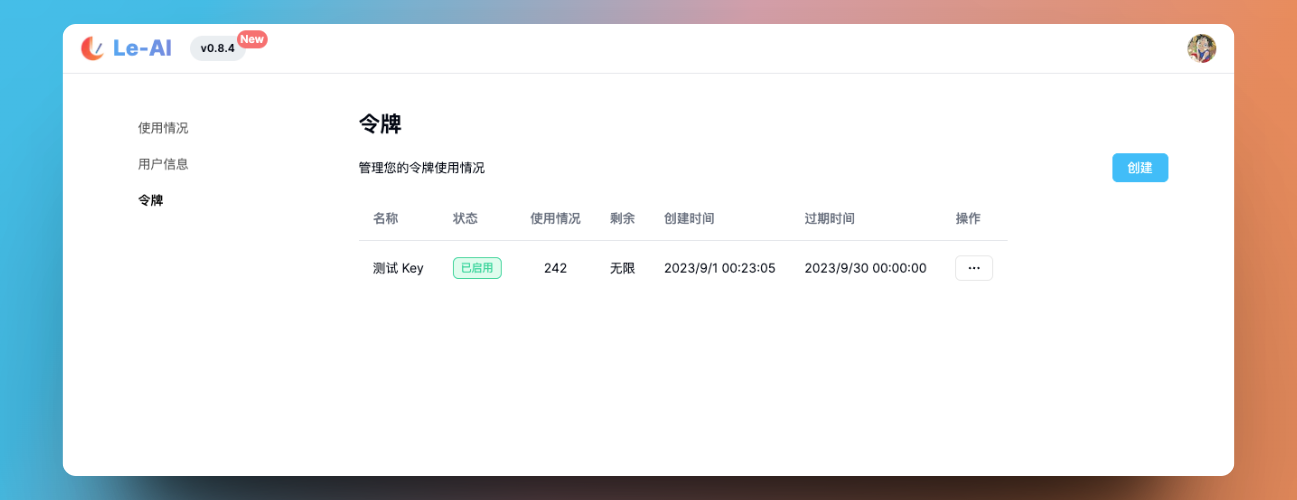 Le-AI v0.8.4 New
使用情况
用户信息
令牌
令牌
管理您的令牌使用情况
创建
名称 状态 使用情况 剩余 创建时间 过期时间 操作
测试 Key 已启用 242 无限 2023/9/1 00:23:05 2023/9/30 00:00:00 ···